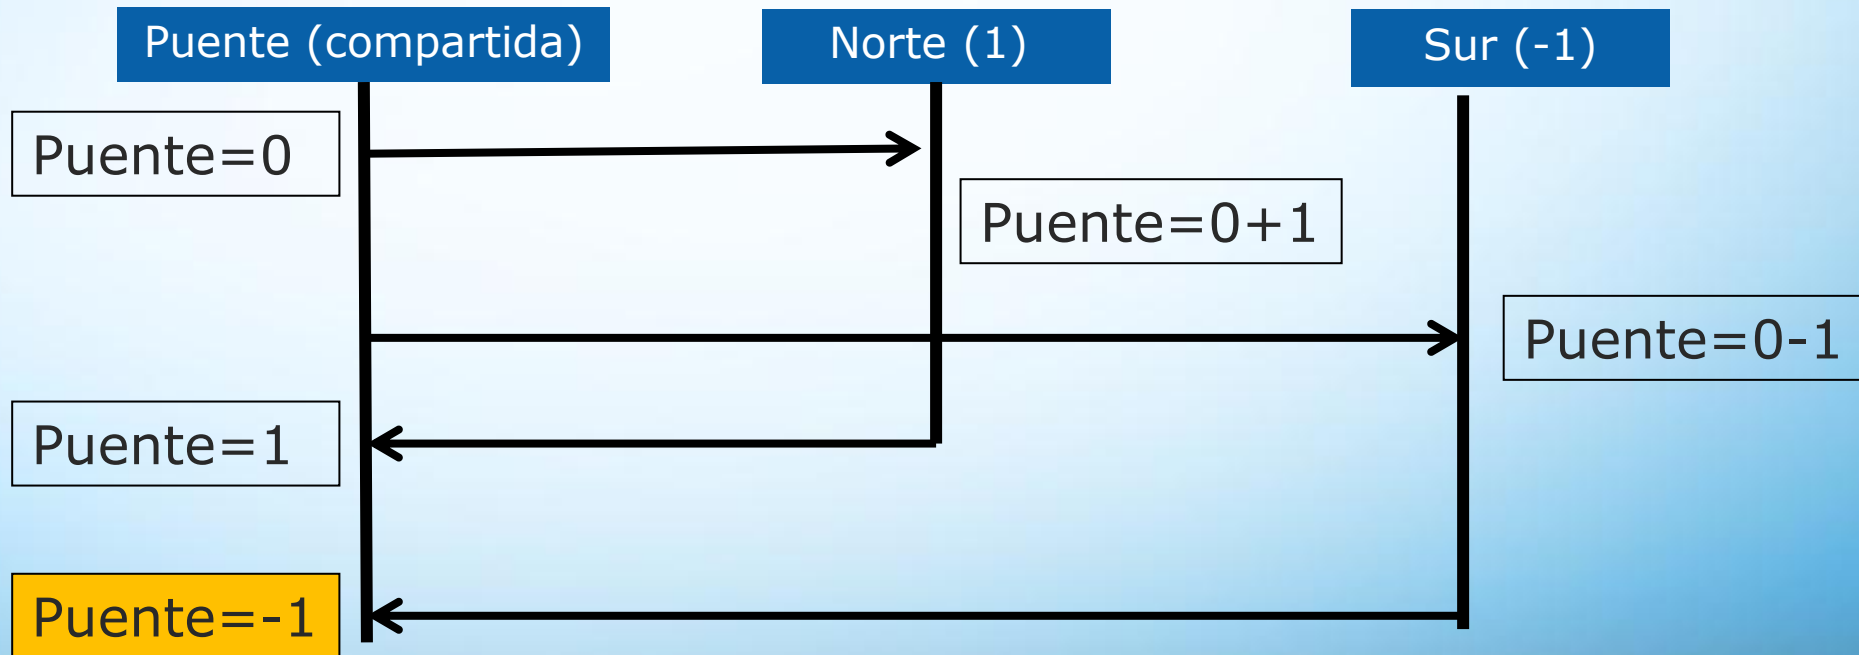 Puente (compartida)
Norte (1)
Sur (-1)
Puente=0
Puente=0+1
Puente=0-1
Puente=1
Puente=-1